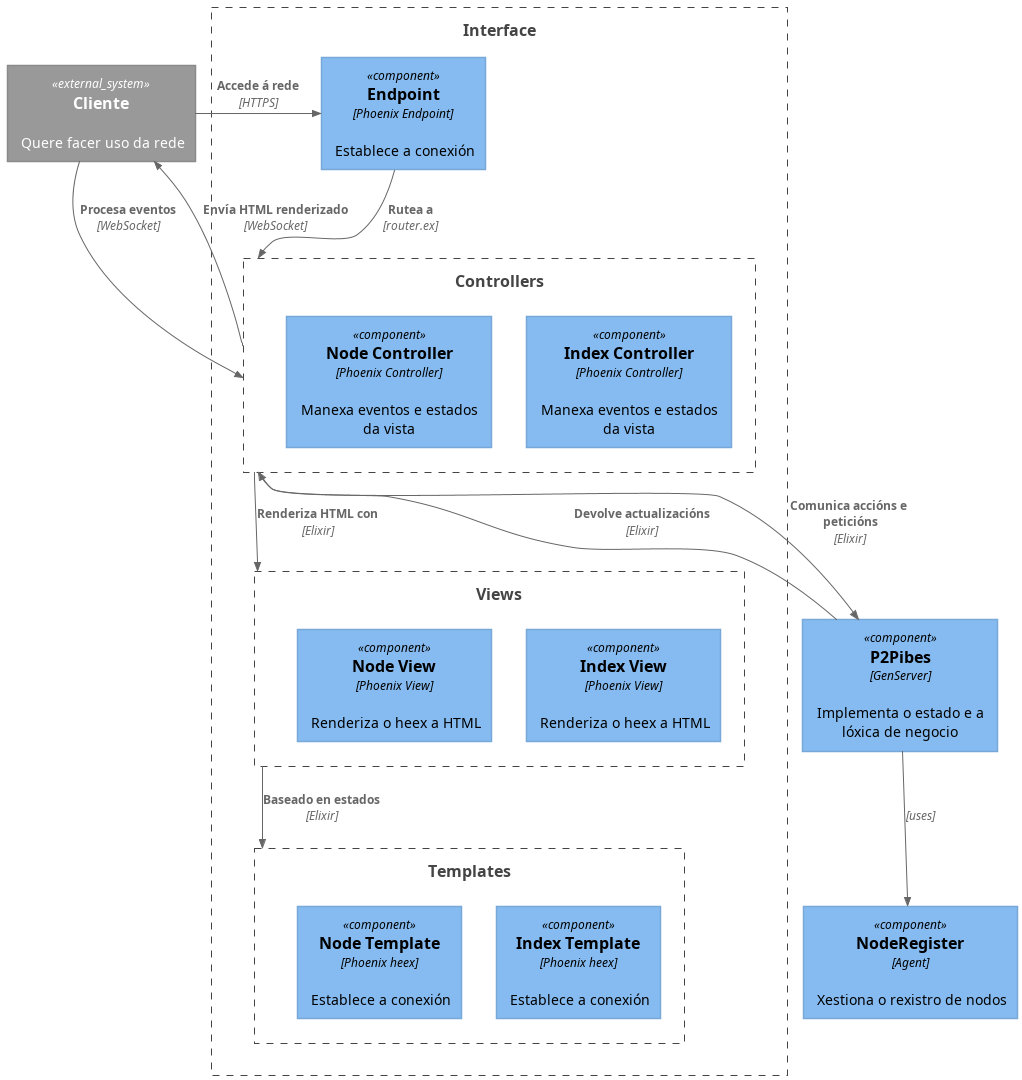 Interface
«external_system»
Cliente
Quere facer uso da rede
Accede á rede
[HTTPS]
«component»
Endpoint
[Phoenix Endpoint]
Establece a conexión
Procesa eventos
[WebSocket]
Envía HTML renderizado
[WebSocket]
Rutea a
[router.ex]
Controllers
«component»
Node Controller
[Phoenix Controller]
Manexa eventos e estados
da vista
«component»
Index Controller
[Phoenix Controller]
Manexa eventos e estados
da vista
Renderiza HTML con
[Elixir]
Devolve actualizacións
[Elixir]
Comunica accións e
peticións
[Elixir]
Views
«component»
Node View
[Phoenix View]
Renderiza o heex a HTML
«component»
Index View
[Phoenix View]
Renderiza o heex a HTML
«component»
P2Pibes
[GenServer]
Implementa o estado e a
lóxica de negocio
Baseado en estados
[Elixir]
[uses]
Templates
«component»
Node Template
[Phoenix heex]
Establece a conexión
«component»
Index Template
[Phoenix heex]
Establece a conexión
«component»
NodeRegister
[Agent]
Xestiona o rexistro de nodos